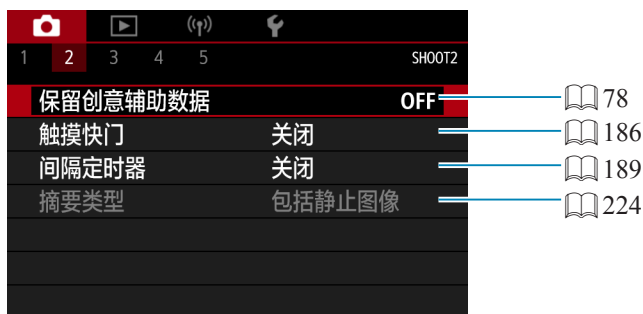 1 2 3 4 5 SHOOT2
保留创意辅助数据 OFF 78
触摸快门 关闭 186
间隔定时器 关闭 189
摘要类型 包括静止图像 224